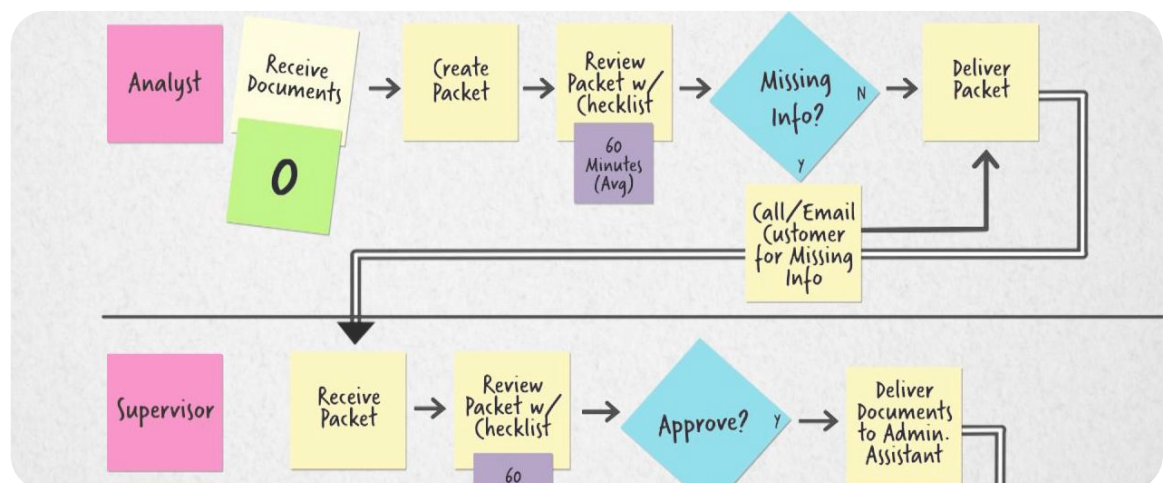 Analyst
Receive
Documents
0
Create
Packet
Review
Packet w/
Checklist
60
Minutes
(Avg)
Missing
Info?
N
Y
Deliver
Packet
Call/Email
Customer
for Missing
Info
Supervisor
Receive
Packet
Review
Packet w/
Checklist
60
Approve?
Y
Deliver
Documents
to Admin.
Assistant